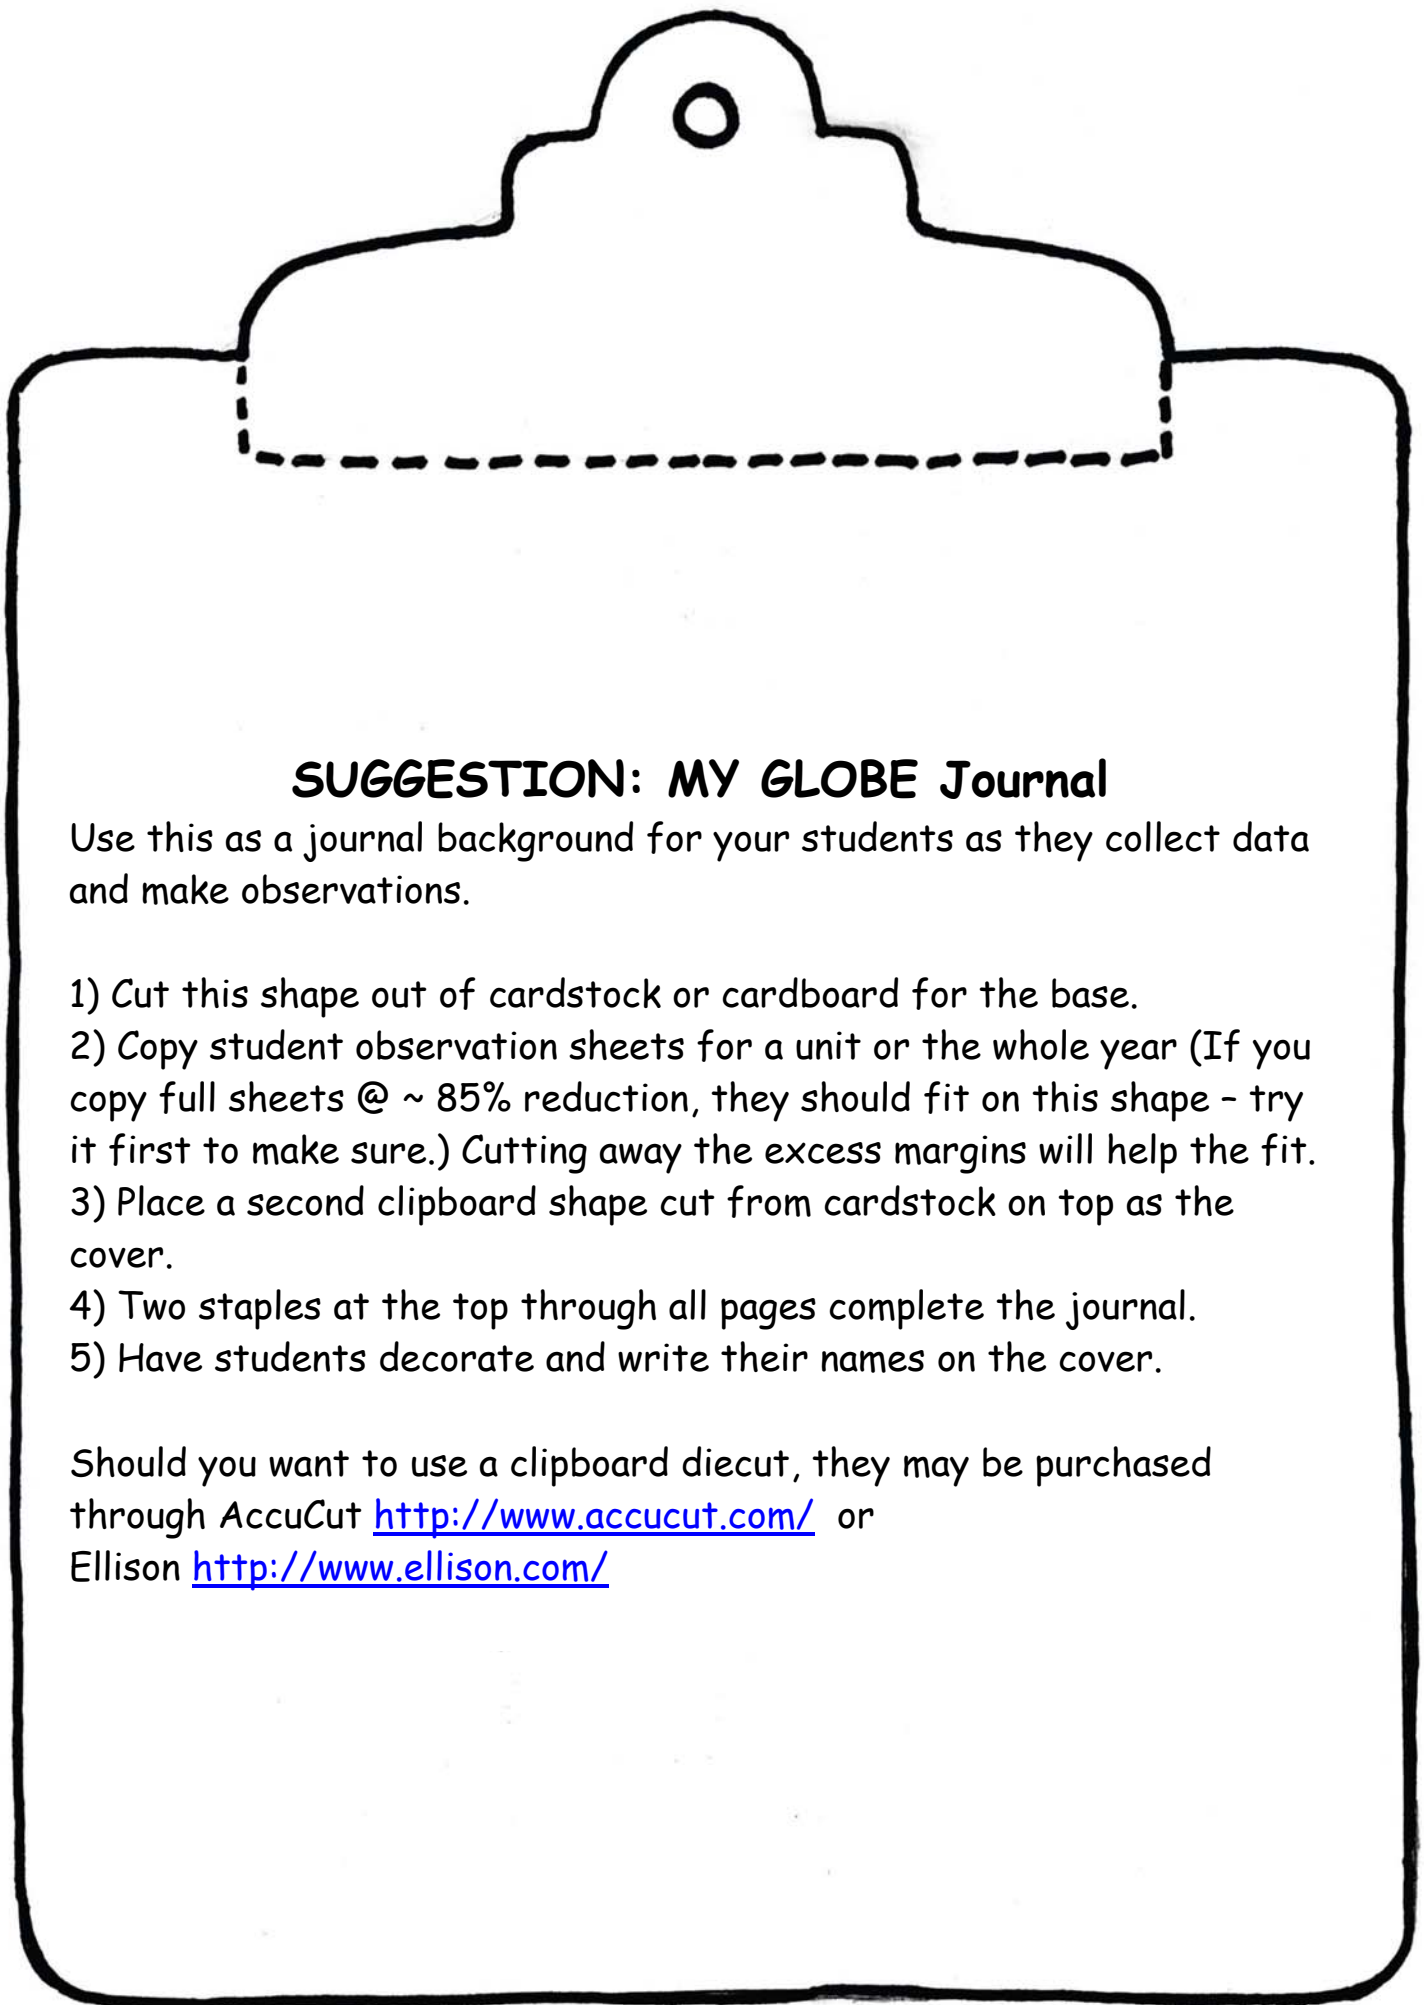 SUGGESTION: MY GLOBE Journal
Use this as a journal background for your students as they collect data
and make observations.
1) Cut this shape out of cardstock or cardboard for the base.
2) Copy student observation sheets for a unit or the whole year (If you
copy full sheets @ ~ 85% reduction, they should fit on this shape – try
it first to make sure.) Cutting away the excess margins will help the fit.
3) Place a second clipboard shape cut from cardstock on top as the
cover.
4) Two staples at the top through all pages complete the journal.
5) Have students decorate and write their names on the cover.
Should you want to use a clipboard diecut, they may be purchased
through AccuCut http://www.accucut.com/ or
Ellison http://www.ellison.com/